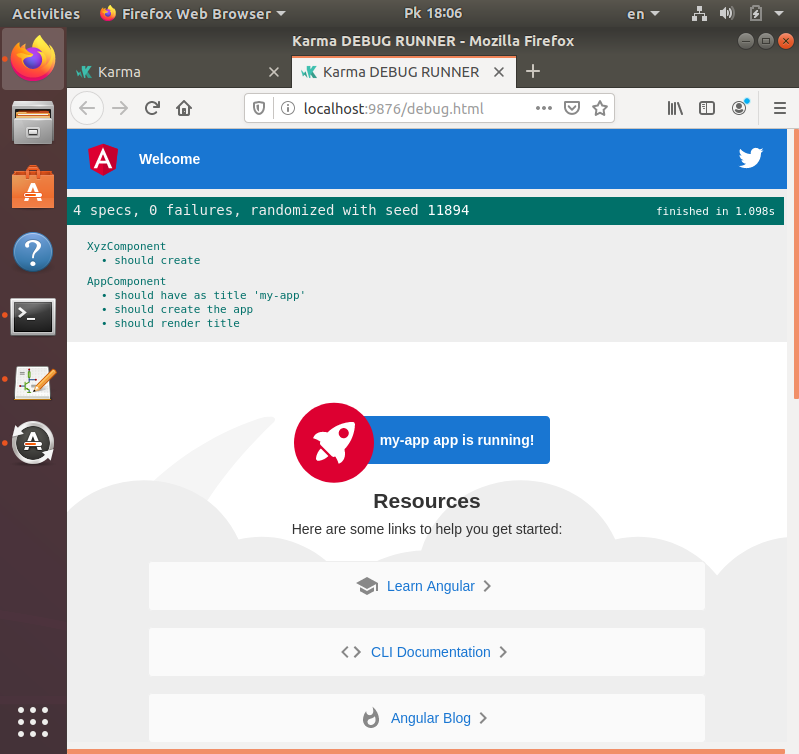 Activities Firefox Web Browser Pk 18:06 en
Karma DEBUG RUNNER - Mozilla Firefox
Karma Karma DEBUG RUNNER
localhost:9876/debug.html
Welcome
4 specs, 0 failures, randomized with seed 11894 finished in 1.098s
XyzComponent
• should create
AppComponent
• should have as title 'my-app'
• should create the app
• should render title
my-app app is running!
Resources
Here are some links to help you get started:
Learn Angular
CLI Documentation
Angular Blog